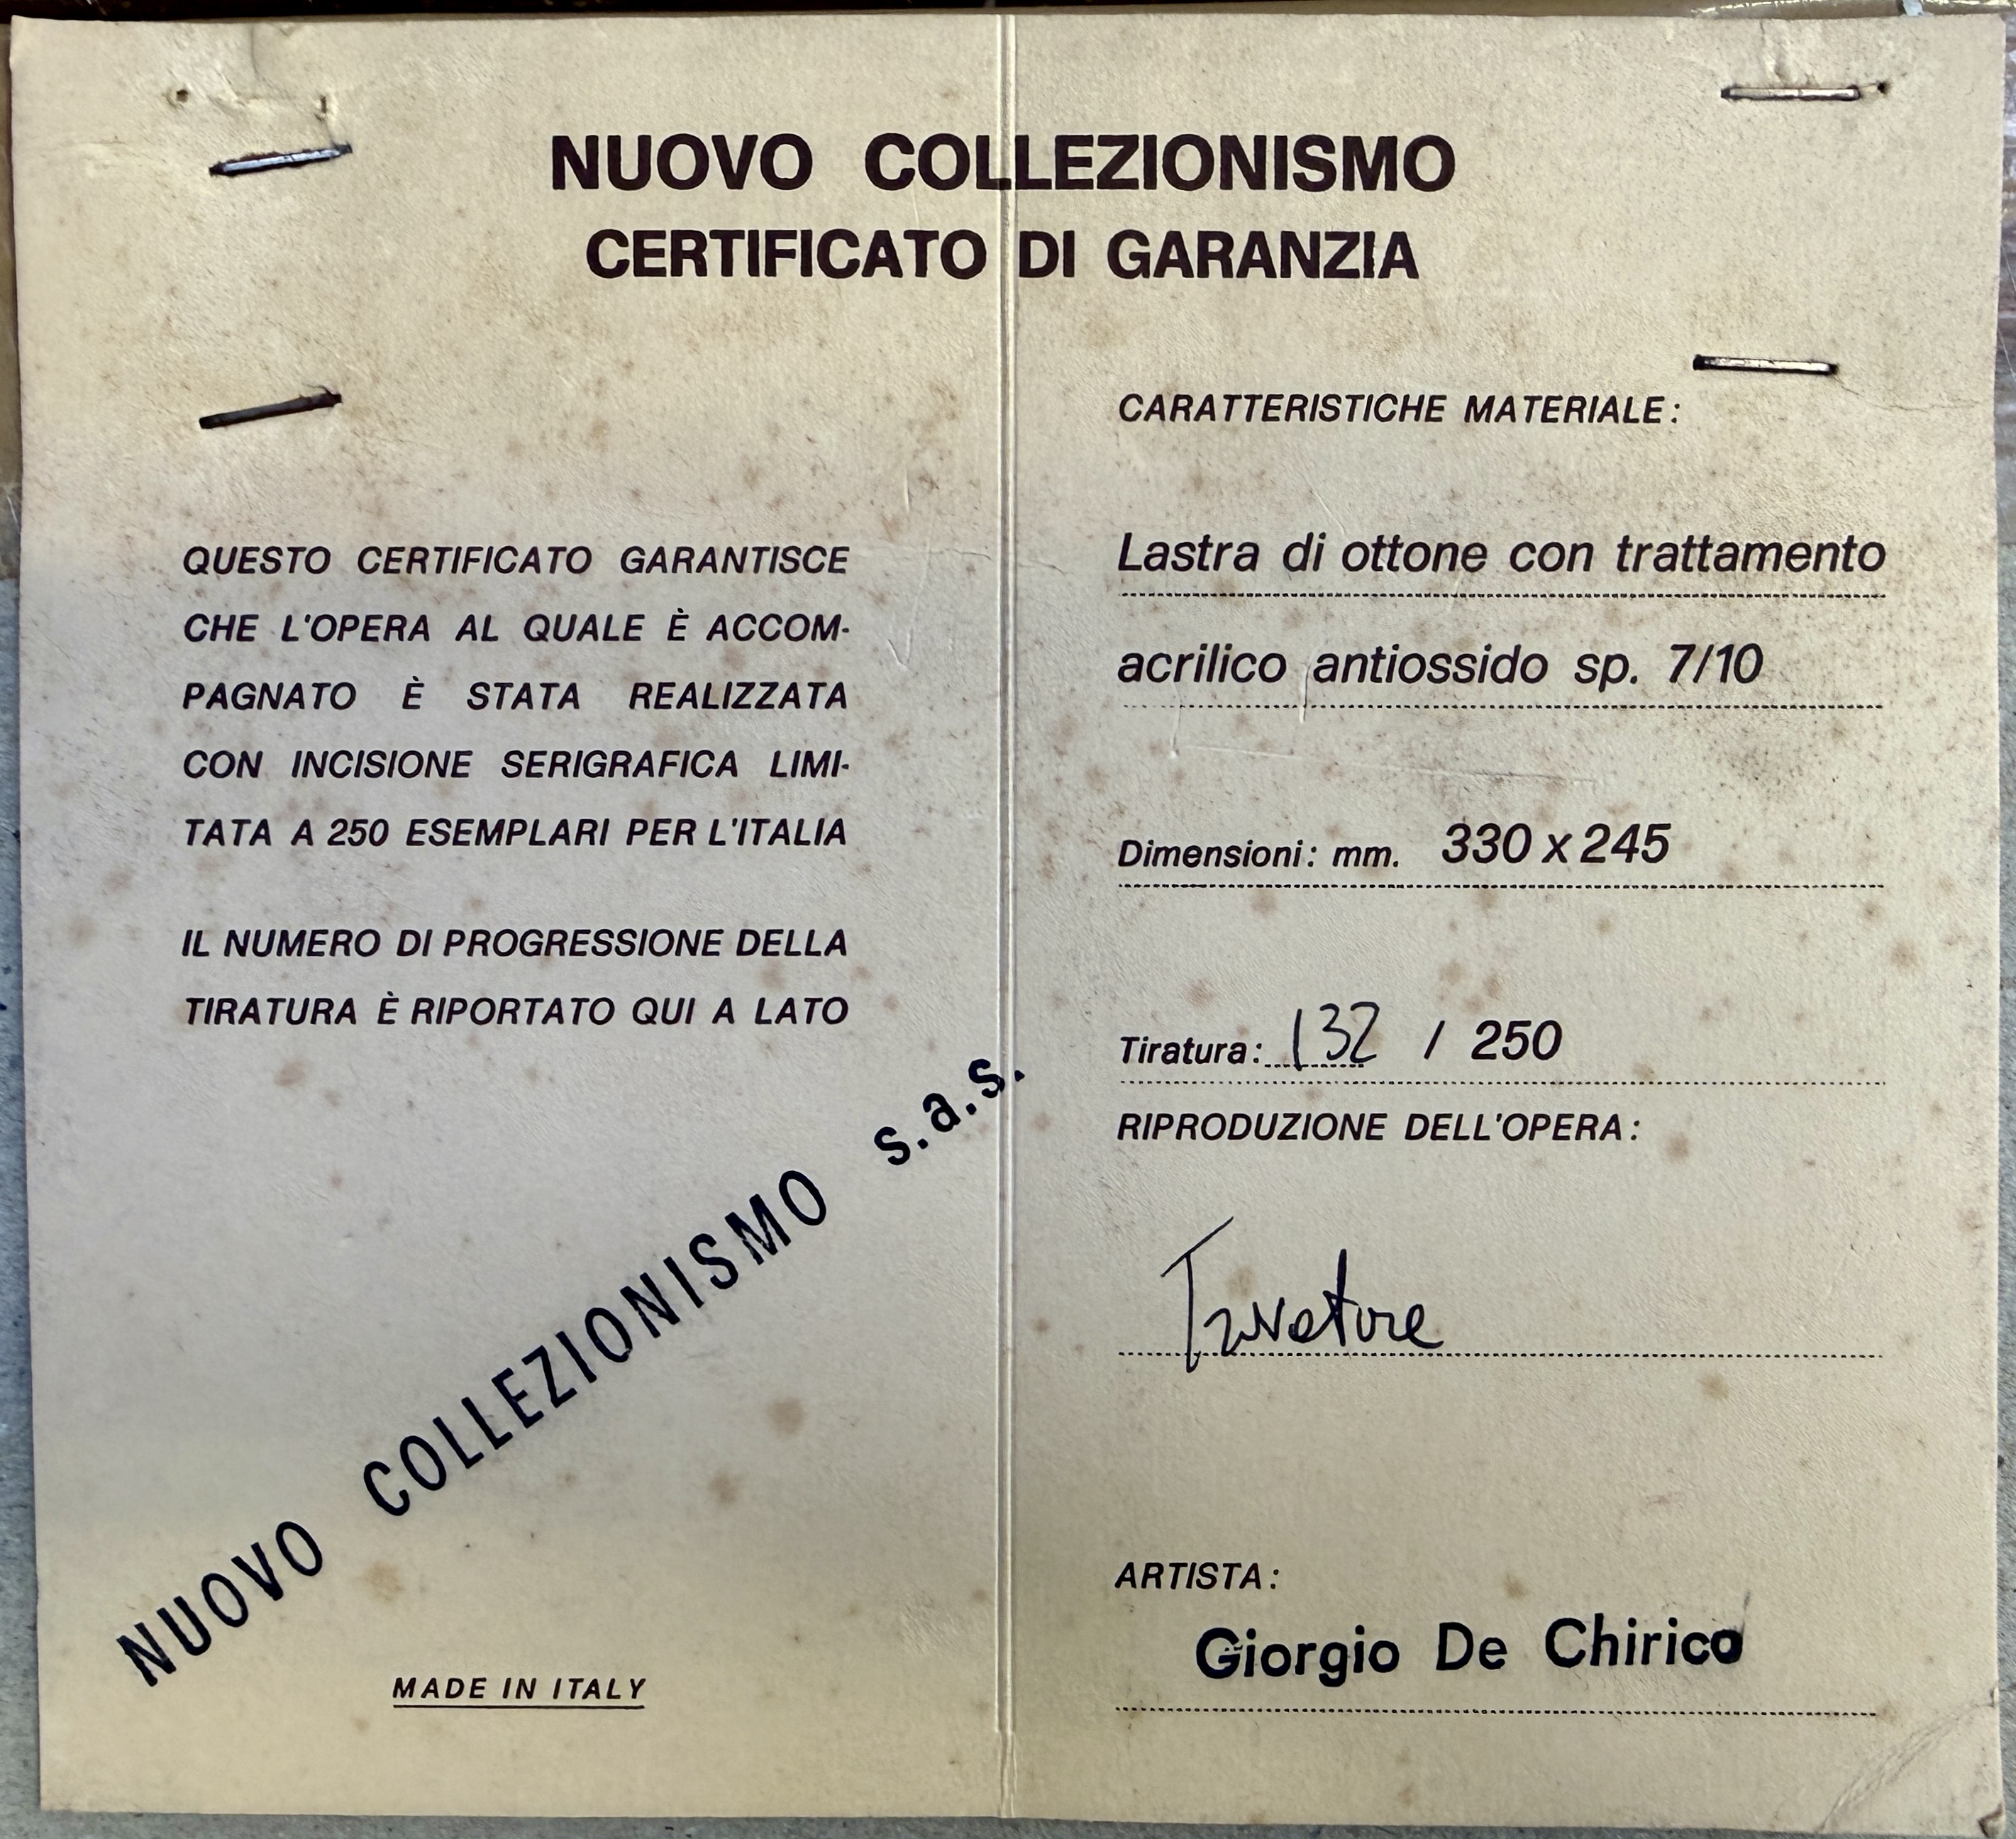 NUOVO COLLEZIONISMO
CERTIFICATO DI GARANZIA
QUESTO CERTIFICATO GARANTISCE
CHE L'OPERA AL QUALE È ACCOM-
PAGNATO È STATA REALIZZATA
CON INCISIONE SERIGRAFICA LIMI-
TATA A 250 ESEMPLARI PER L'ITALIA
IL NUMERO DI PROGRESSIONE DELLA
TIRATURA È RIPORTATO QUI A LATO
NUOVO COLLEZIONISMO s.a.s.
MADE IN ITALY
CARATTERISTICHE MATERIALE:
Lastra di ottone con trattamento
acrilico antiossido sp. 7/10
Dimensioni: mm. 330 x 245
Tiratura: 132 / 250
RIPRODUZIONE DELL'OPERA:
ARTISTA:
Giorgio De Chirico